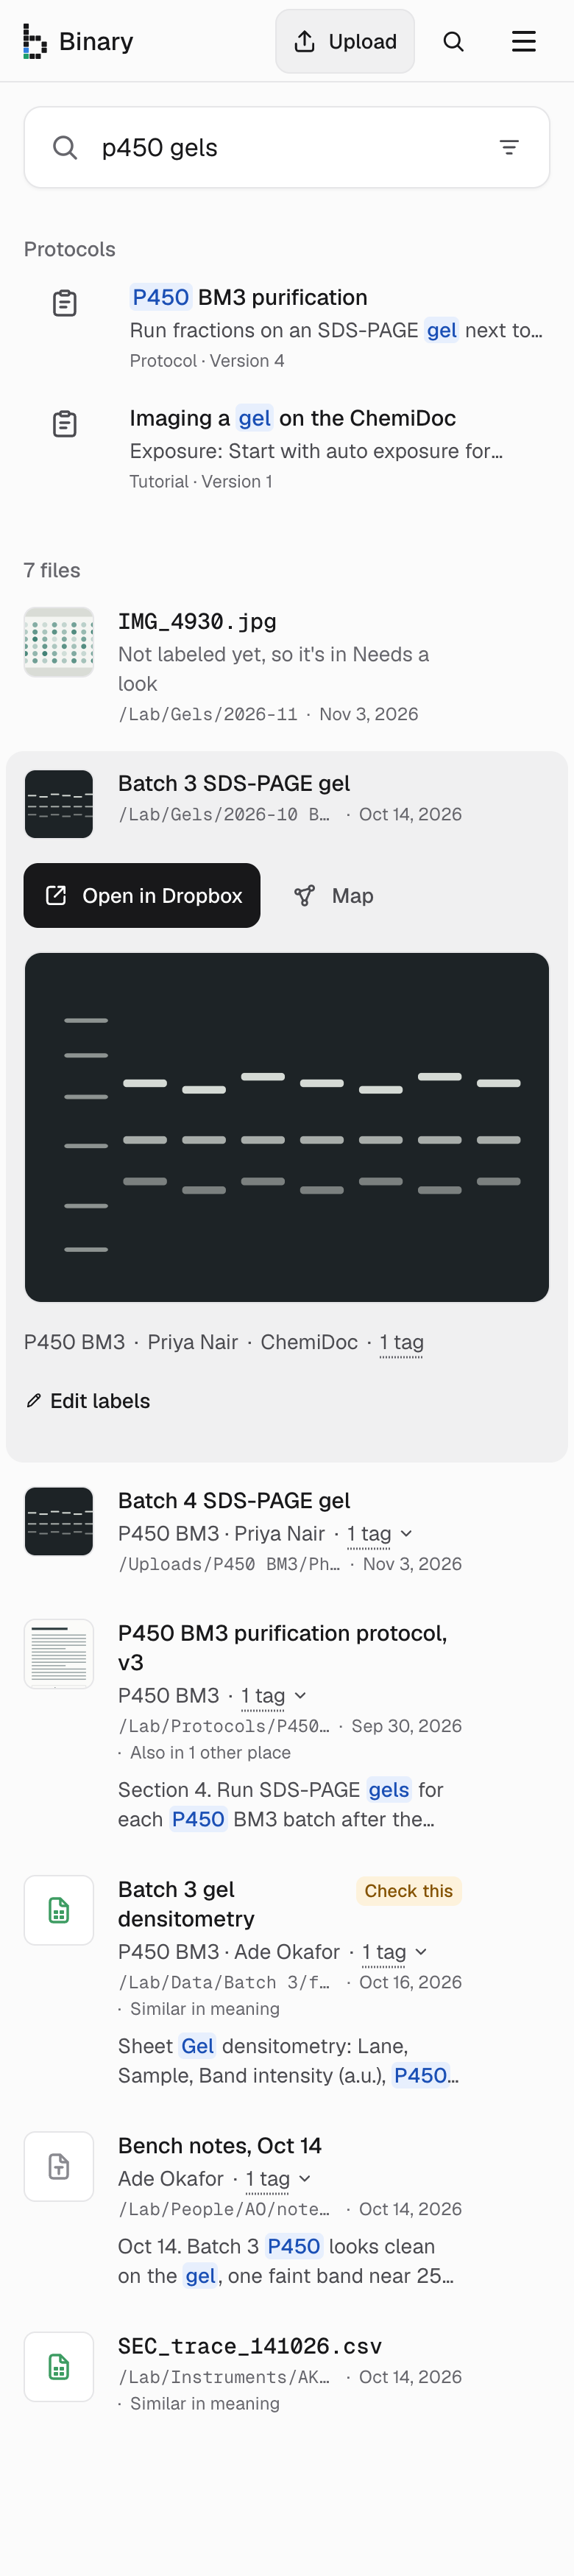 Binary
Upload
p450 gels
Protocols
P450 BM3 purification
Run fractions on an SDS-PAGE gel next to…
Protocol · Version 4
Imaging a gel on the ChemiDoc
Exposure: Start with auto exposure for…
Tutorial · Version 1
7 files
IMG_4930.jpg
Not labeled yet, so it's in Needs a
look
/Lab/Gels/2026-11 · Nov 3, 2026
Batch 3 SDS-PAGE gel
/Lab/Gels/2026-10 B… · Oct 14, 2026
Open in Dropbox
Map
P450 BM3 · Priya Nair · ChemiDoc · 1 tag
Edit labels
Batch 4 SDS-PAGE gel
P450 BM3 · Priya Nair · 1 tag
/Uploads/P450 BM3/Ph… · Nov 3, 2026
P450 BM3 purification protocol,
v3
P450 BM3 · 1 tag
/Lab/Protocols/P450… · Sep 30, 2026
· Also in 1 other place
Section 4. Run SDS-PAGE gels for
each P450 BM3 batch after the…
Batch 3 gel
densitometry
Check this
P450 BM3 · Ade Okafor · 1 tag
/Lab/Data/Batch 3/f… · Oct 16, 2026
· Similar in meaning
Sheet Gel densitometry: Lane,
Sample, Band intensity (a.u.), P450…
Bench notes, Oct 14
Ade Okafor · 1 tag
/Lab/People/AO/note… · Oct 14, 2026
Oct 14. Batch 3 P450 looks clean
on the gel, one faint band near 25…
SEC_trace_141026.csv
/Lab/Instruments/AK… · Oct 14, 2026
· Similar in meaning